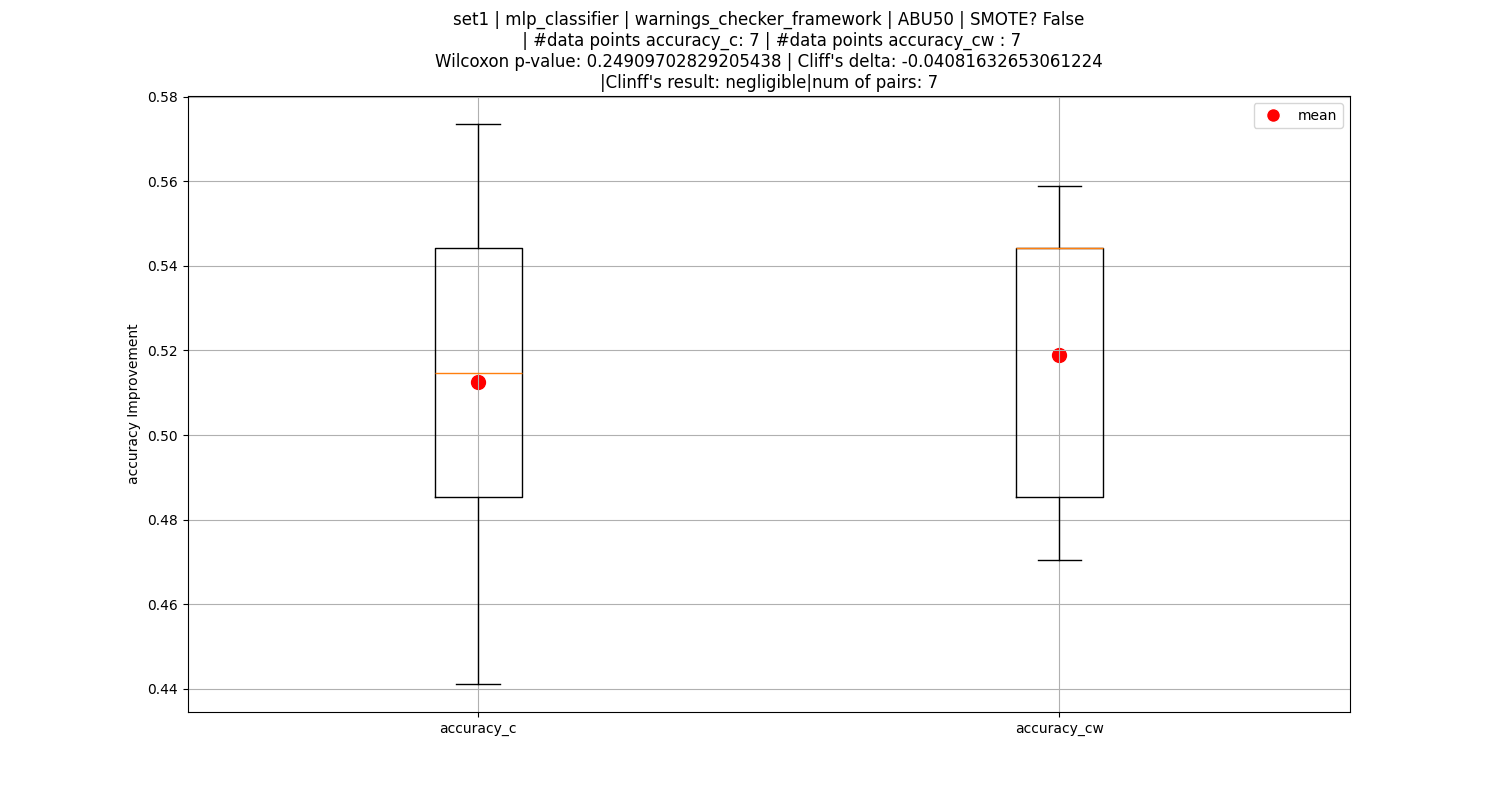 set1 | mlp_classifier | warnings_checker_framework | ABU50 | SMOTE? False
| #data points accuracy_c: 7 | #data points accuracy_cw : 7
Wilcoxon p-value: 0.24909702829205438 | Cliff's delta: -0.04081632653061224
|Clinff's result: negligible|num of pairs: 7
mean
0.58
0.56
0.54
0.52
0.50
0.48
0.46
0.44
accuracy Improvement
accuracy_c
accuracy_cw